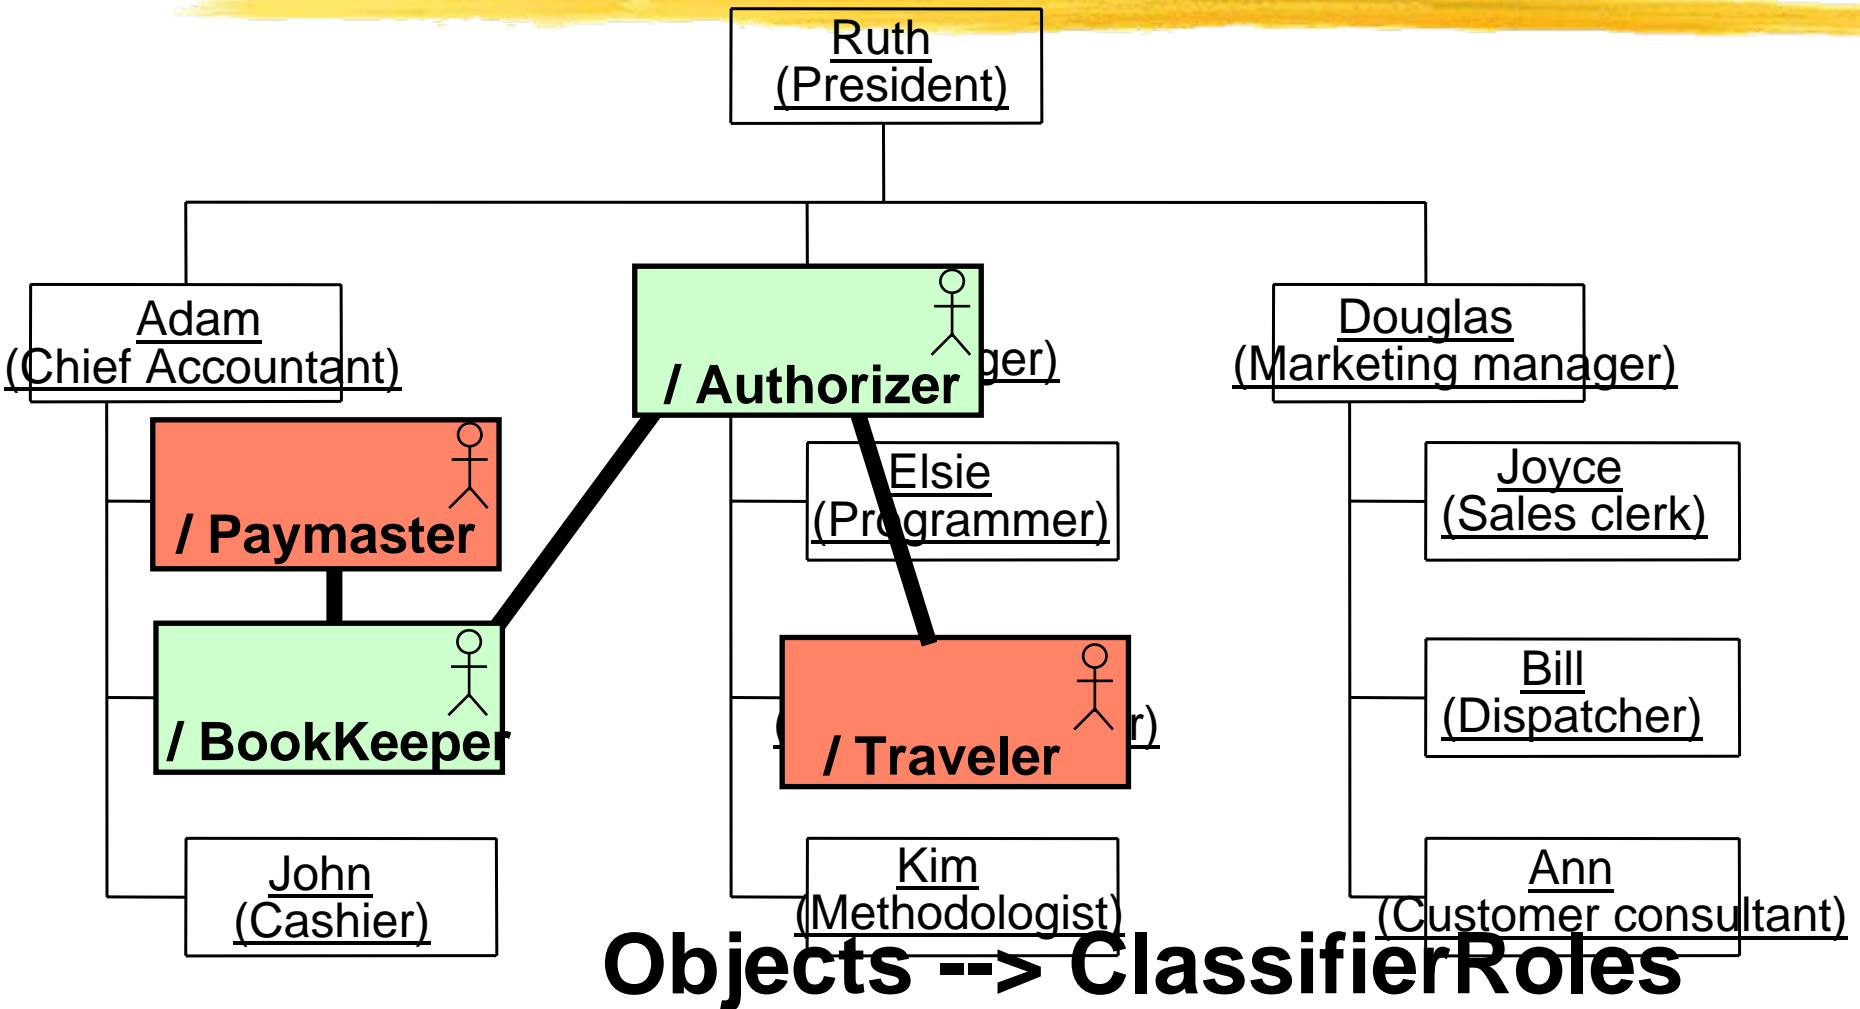 Ruth
(President)
Adam
(Chief Accountant)
/ Authorizer
ger)
Douglas
(Marketing manager)
/ Paymaster
Elsie
(Programmer)
Joyce
(Sales clerk)
/ BookKeeper
/ Traveler
r)
Bill
(Dispatcher)
John
(Cashier)
Kim
(Methodologist)
Ann
(Customer consultant)
Objects --> ClassifierRoles